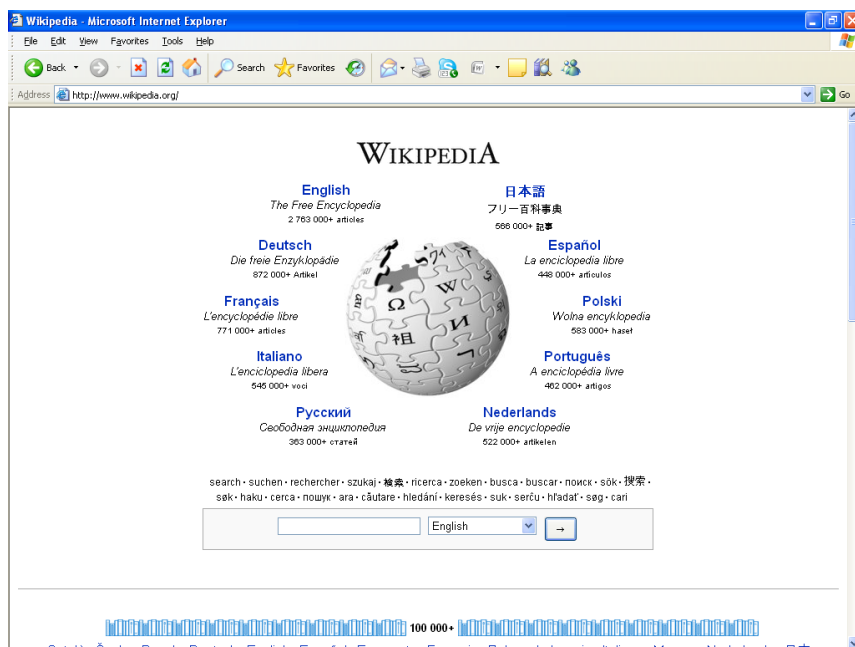 Wikipedia - Microsoft Internet Explorer
File Edit View Favorites Tools Help
Back Search Favorites
Address http://www.wikipedia.org/ Go
WIKIPEDIA
English
The Free Encyclopedia
2 763 000+ articles
日本語
フリー百科事典
566 000+ 記事
Deutsch
Die freie Enzyklopädie
872 000+ Artikel
Español
La enciclopedia libre
448 000+ artículos
Français
L'encyclopédie libre
771 000+ articles
Polski
Wolna encyklopedia
583 000+ haseł
Italiano
L'enciclopedia libera
545 000+ voci
Português
A enciclopédia livre
462 000+ artigos
Русский
Свободная энциклопедия
363 000+ статей
Nederlands
De vrije encyclopedie
522 000+ artikelen
Ω W И 祖
search · suchen · rechercher · szukaj · 検索 · ricerca · zoeken · busca · buscar · поиск · sök · 搜索 ·
søk · haku · cerca · пошук · ara · căutare · hledání · keresés · suk · serĉu · hľadať · søg · cari
English →
100 000+